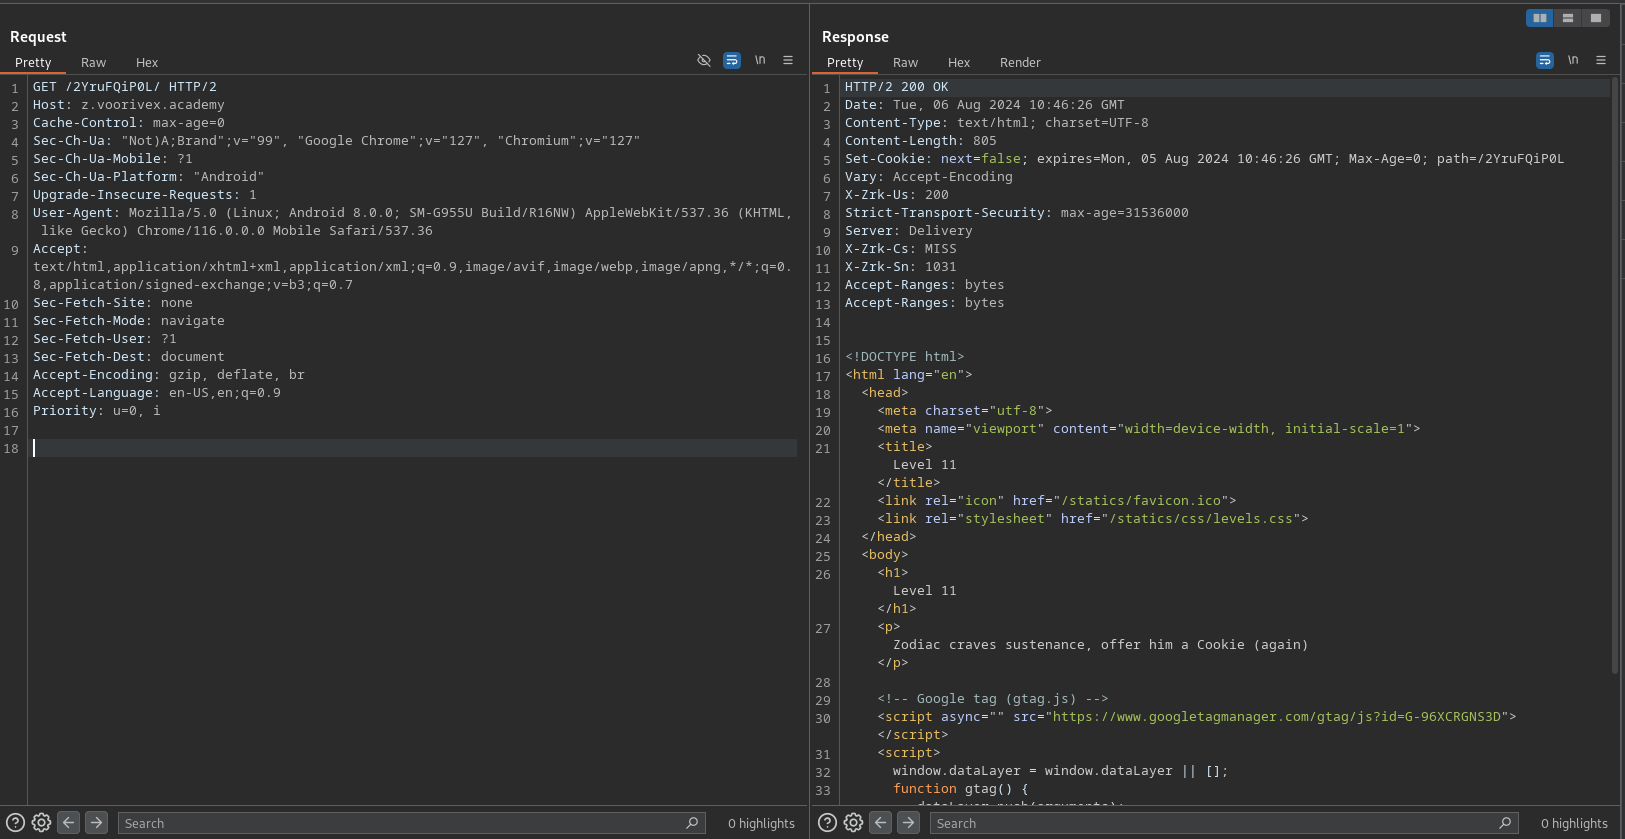 Request
Pretty Raw Hex
\n
1 GET /2YruFQiP0L/ HTTP/2
2 Host: z.voorivex.academy
3 Cache-Control: max-age=0
4 Sec-Ch-Ua: "Not)A;Brand";v="99", "Google Chrome";v="127", "Chromium";v="127"
5 Sec-Ch-Ua-Mobile: ?1
6 Sec-Ch-Ua-Platform: "Android"
7 Upgrade-Insecure-Requests: 1
8 User-Agent: Mozilla/5.0 (Linux; Android 8.0.0; SM-G955U Build/R16NW) AppleWebKit/537.36 (KHTML,
like Gecko) Chrome/116.0.0.0 Mobile Safari/537.36
9 Accept:
text/html,application/xhtml+xml,application/xml;q=0.9,image/avif,image/webp,image/apng,*/*;q=0.
8,application/signed-exchange;v=b3;q=0.7
10 Sec-Fetch-Site: none
11 Sec-Fetch-Mode: navigate
12 Sec-Fetch-User: ?1
13 Sec-Fetch-Dest: document
14 Accept-Encoding: gzip, deflate, br
15 Accept-Language: en-US,en;q=0.9
16 Priority: u=0, i
17
18
Search
0 highlights
Response
Pretty Raw Hex Render
\n
1 HTTP/2 200 OK
2 Date: Tue, 06 Aug 2024 10:46:26 GMT
3 Content-Type: text/html; charset=UTF-8
4 Content-Length: 805
5 Set-Cookie: next=false; expires=Mon, 05 Aug 2024 10:46:26 GMT; Max-Age=0; path=/2YruFQiP0L
6 Vary: Accept-Encoding
7 X-Zrk-Us: 200
8 Strict-Transport-Security: max-age=31536000
9 Server: Delivery
10 X-Zrk-Cs: MISS
11 X-Zrk-Sn: 1031
12 Accept-Ranges: bytes
13 Accept-Ranges: bytes
14
15
16 <!DOCTYPE html>
17 <html lang="en">
18 <head>
19 <meta charset="utf-8">
20 <meta name="viewport" content="width=device-width, initial-scale=1">
21 <title>
Level 11
</title>
22 <link rel="icon" href="/statics/favicon.ico">
23 <link rel="stylesheet" href="/statics/css/levels.css">
24 </head>
25 <body>
26 <h1>
Level 11
</h1>
27 <p>
Zodiac craves sustenance, offer him a Cookie (again)
</p>
28
29 <!-- Google tag (gtag.js) -->
30 <script async="" src="https://www.googletagmanager.com/gtag/js?id=G-96XCRGNS3D">
</script>
31 <script>
32 window.dataLayer = window.dataLayer || [];
33 function gtag() {
dataLayer.push(arguments);
Search
0 highlights